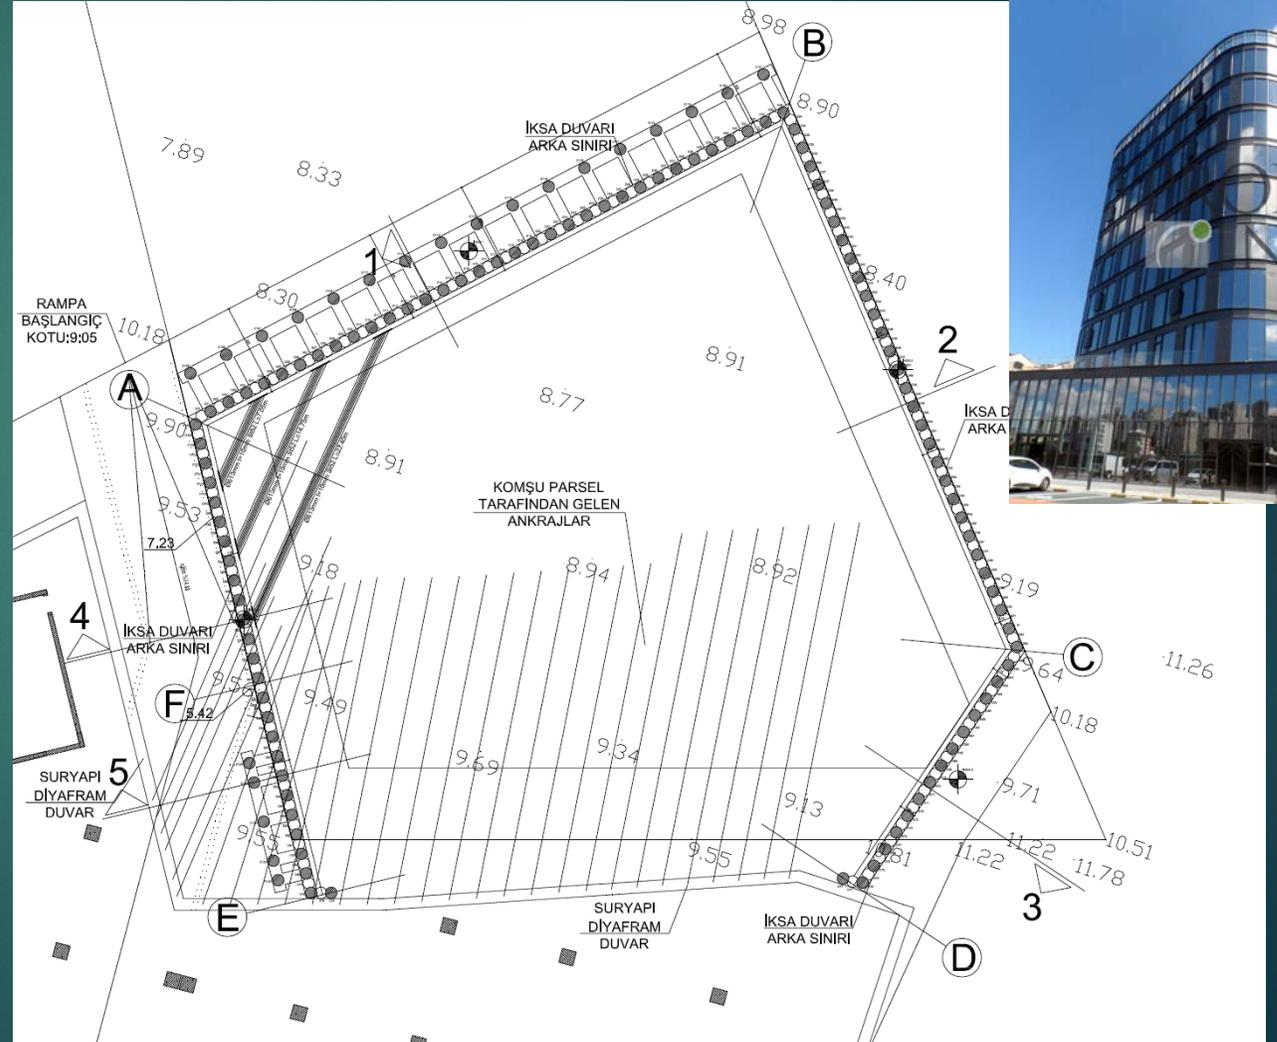 8.98
B
8.90
İKSA DUVARI
ARKA SINIRI
7.89
8.33
1
8.30
8.40
RAMPA
BAŞLANGIÇ
KOTU:9:05
10.18
2
8.91
A
8.77
9.90
İKSA D
ARKA
8.91
KOMŞU PARSEL
TARAFINDAN GELEN
ANKRAJLAR
9.53
7,23
9.18
8.94
8.92
9.19
4
İKSA DUVARI
ARKA SINIRI
C
9.64
11.26
F
5.42
9.49
10.18
9.34
9.69
5
SURYAPI
DİYAFRAM
DUVAR
9.71
9.13
9.55
9.55
11.22
11.22
10.51
11.78
3
E
SURYAPI
DİYAFRAM
DUVAR
İKSA DUVARI
ARKA SINIRI
D